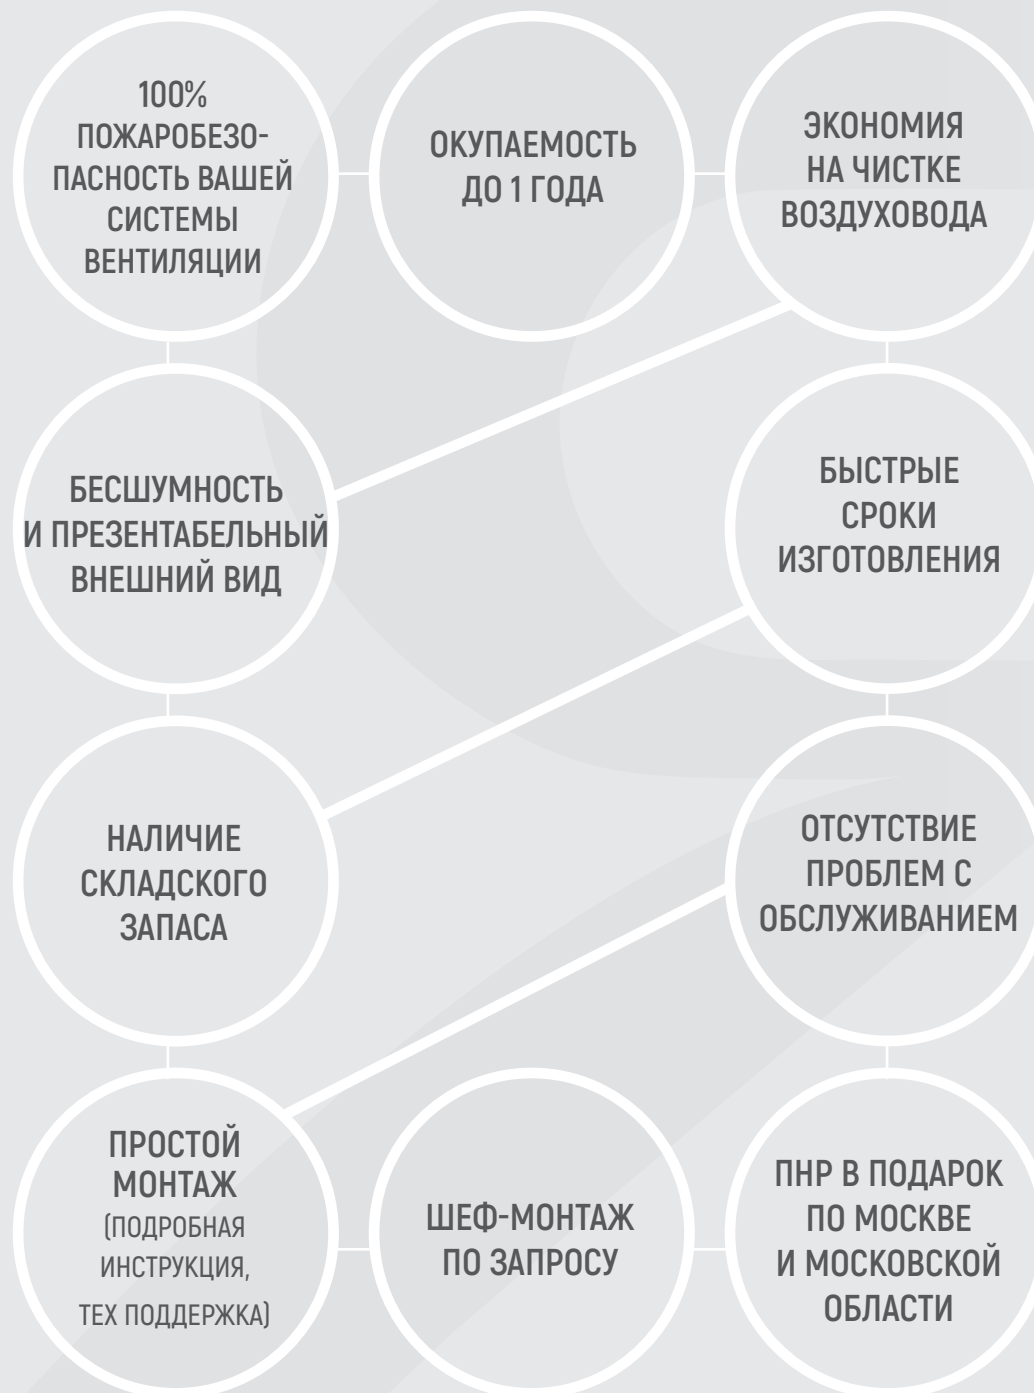 100%
ПОЖАРОБЕЗО-
ПАСНОСТЬ ВАШЕЙ
СИСТЕМЫ
ВЕНТИЛЯЦИИ
ОКУПАЕМОСТЬ
ДО 1 ГОДА
ЭКОНОМИЯ
НА ЧИСТКЕ
ВОЗДУХОВОДА
БЕСШУМНОСТЬ
И ПРЕЗЕНТАБЕЛЬНЫЙ
ВНЕШНИЙ ВИД
БЫСТРЫЕ
СРОКИ
ИЗГОТОВЛЕНИЯ
НАЛИЧИЕ
СКЛАДСКОГО
ЗАПАСА
ОТСУТСТВИЕ
ПРОБЛЕМ С
ОБСЛУЖИВАНИЕМ
ПРОСТОЙ
МОНТАЖ
(ПОДРОБНАЯ
ИНСТРУКЦИЯ,
ТЕХ ПОДДЕРЖКА)
ШЕФ-МОНТАЖ
ПО ЗАПРОСУ
ПНР В ПОДАРОК
ПО МОСКВЕ
И МОСКОВСКОЙ
ОБЛАСТИ